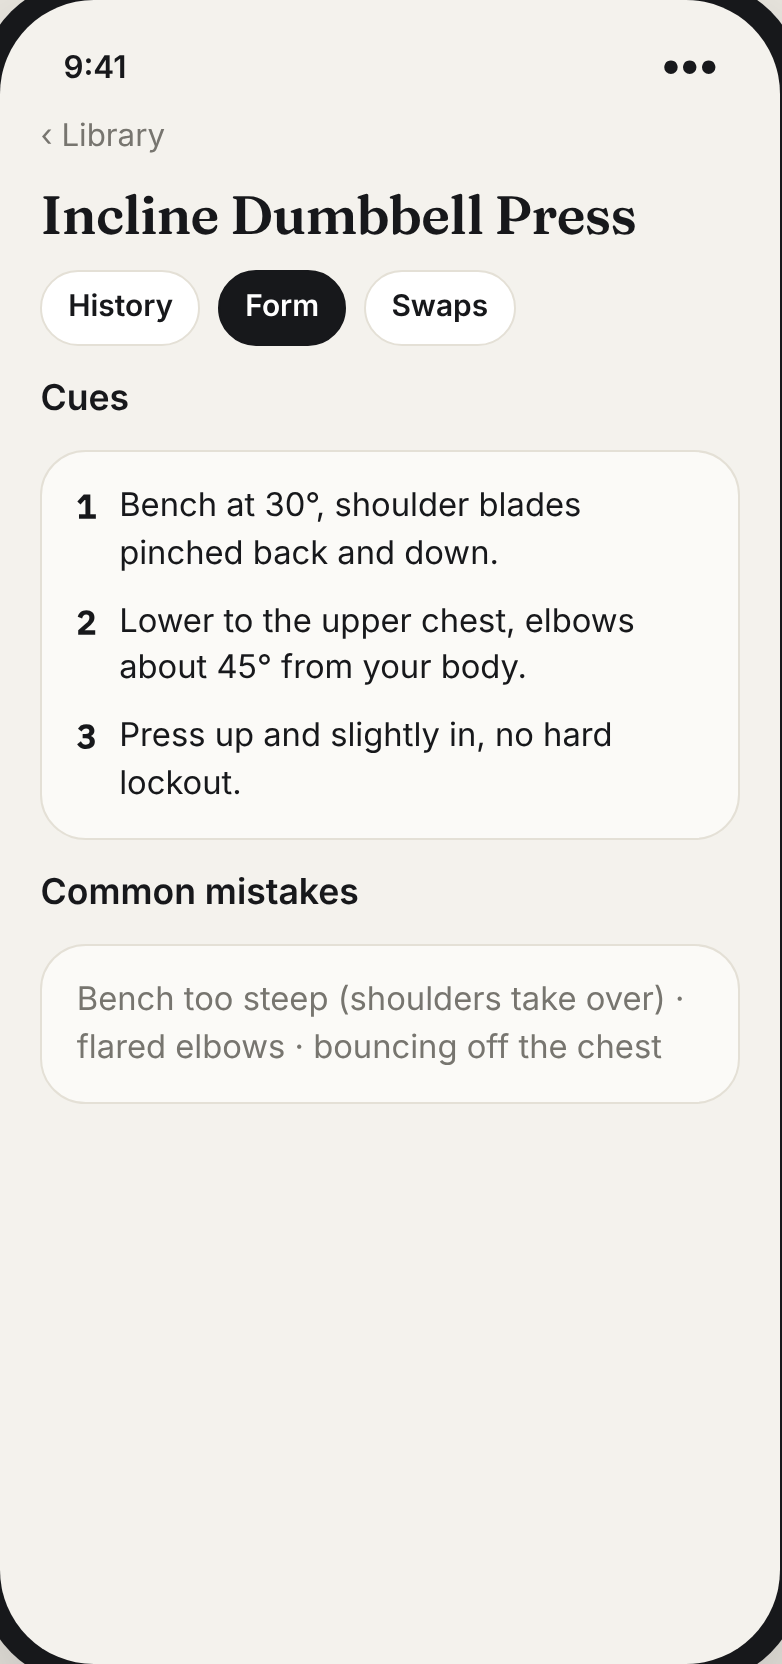 9:41
‹ Library
Incline Dumbbell Press
History Form Swaps
Cues
1 Bench at 30°, shoulder blades
pinched back and down.
2 Lower to the upper chest, elbows
about 45° from your body.
3 Press up and slightly in, no hard
lockout.
Common mistakes
Bench too steep (shoulders take over) ·
flared elbows · bouncing off the chest